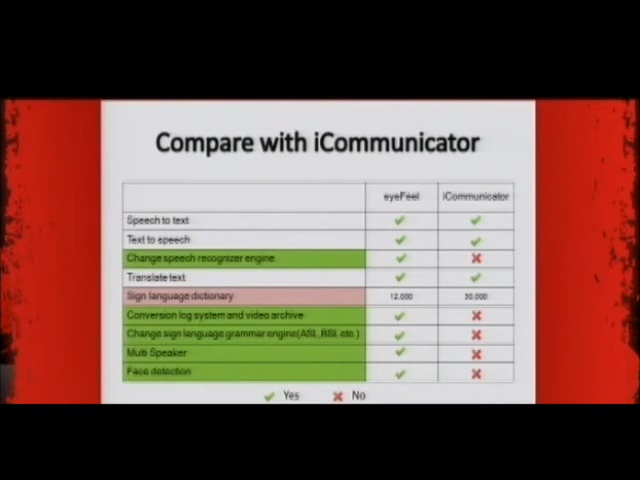 Compare with iCommunicator
eyeFeel iCommunicator
Speech to text
Text to speech
Change speech recognizer engine
Translate text
Sign language dictionary 12,000 30,000
Conversion log system and video archive
Change sign language grammar engine(ASL,BSL etc.)
Multi Speaker
Face detection
Yes No